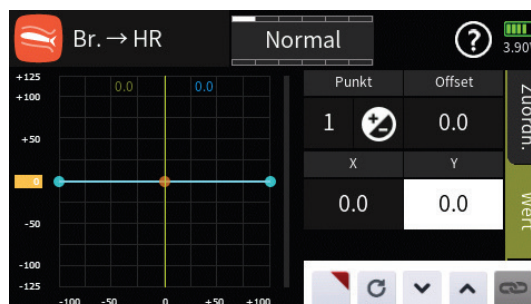 Br. → HR
Normal
?
3.90V
+125
+100
+50
0
-50
-100
-125
0.0
0.0
-100
-50
0
+50
+100
Punkt
Offset
1
0.0
X
Y
0.0
0.0
Zuordn.
Wert